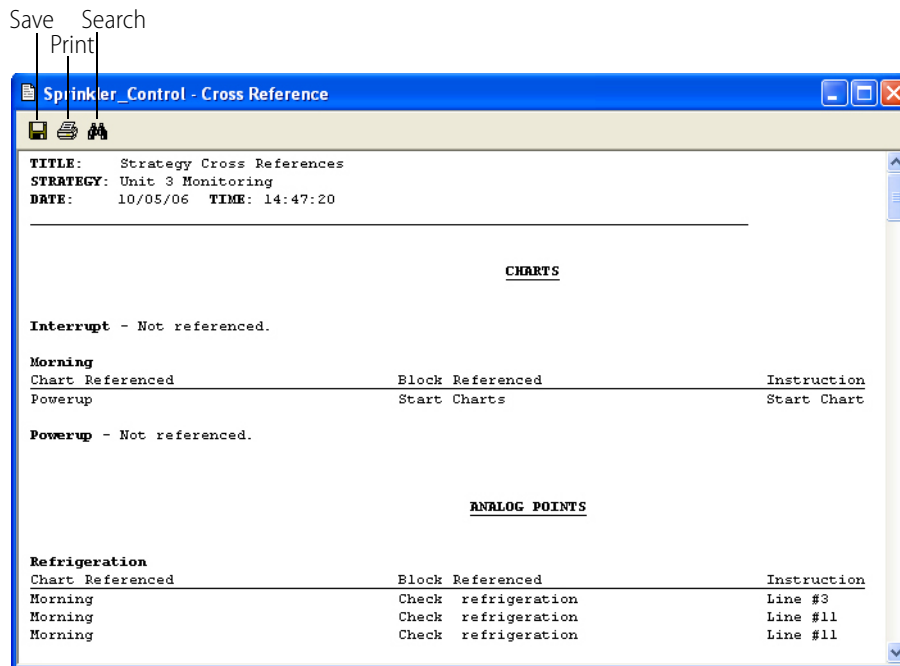 Save Search
Print
Sprinkler_Control - Cross Reference
TITLE: Strategy Cross References
STRATEGY: Unit 3 Monitoring
DATE: 10/05/06 TIME: 14:47:20
CHARTS
Interrupt - Not referenced.
Morning
Chart Referenced Block Referenced Instruction
Powerup Start Charts Start Chart
Powerup - Not referenced.
ANALOG POINTS
Refrigeration
Chart Referenced Block Referenced Instruction
Morning Check refrigeration Line #3
Morning Check refrigeration Line #11
Morning Check refrigeration Line #11